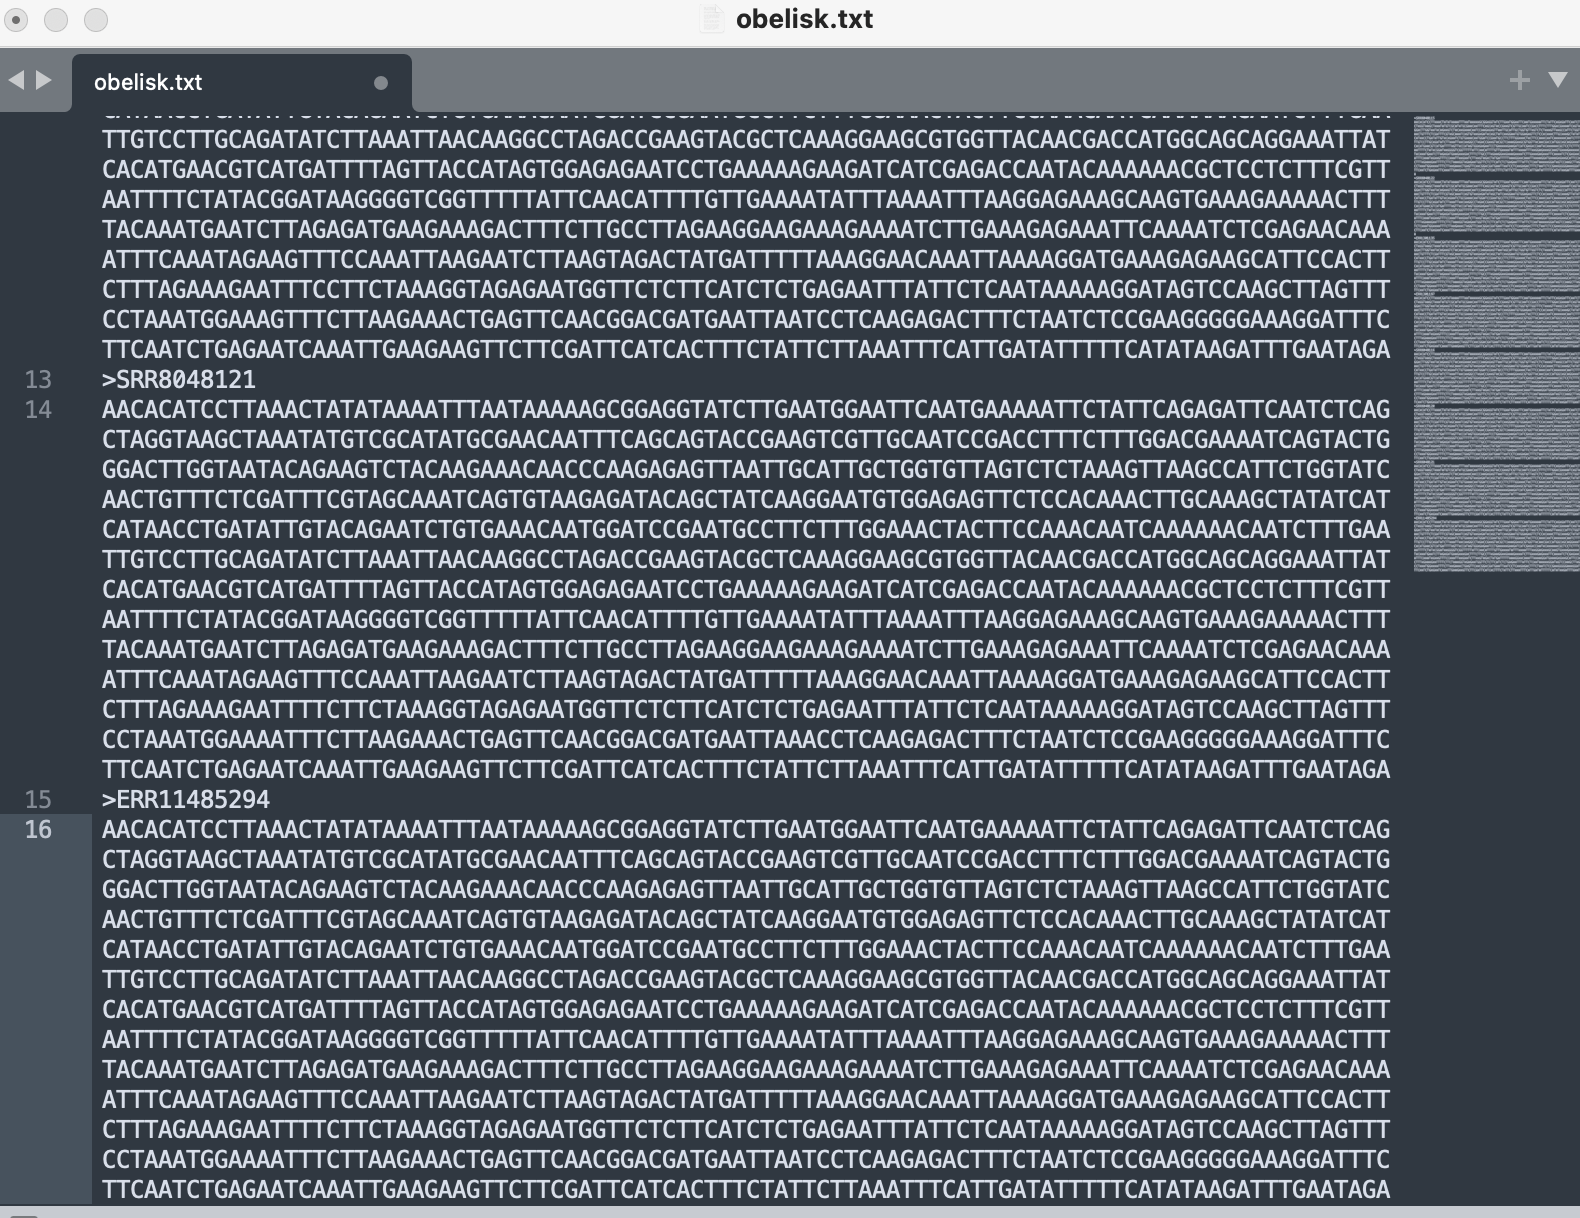 obelisk.txt
obelisk.txt
TTGTCCTTGCAGATATCTTAAATTAACAAGGCCTAGACCGAAGTACGCTCAAAGGAAGCGTGGTTACAACGACCATGGCAGCAGGAAATTAT
CACATGAACGTCATGATTTTAGTTACCATAGTGGAGAGAATCCTGAAAAAGAAGATCATCGAGACCAATACAAAAAACGCTCCTCTTTCGTT
AATTTTCTATACGGATAAGGGGTCGGTTTTTATTCAACATTTTGTTGAAAATATTTAAAATTTAAGGAGAAAGCAAGTGAAAGAAAAACTTT
TACAAATGAATCTTAGAGATGAAGAAAGACTTTCTTGCCTTAGAAGGAAGAAAGAAAATCTTGAAAGAGAAATTCAAAATCTCGAGAACAAA
ATTTCAAATAGAAGTTTCCAAATTAAGAATCTTAAGTAGACTATGATTTTTAAAGGAACAAATTAAAAGGATGAAAGAGAAGCATTCCACTT
CTTTAGAAAGAATTTCCTTCTAAAGGTAGAGAATGGTTCTCTTCATCTCTGAGAATTTATTCTCAATAAAAAGGATAGTCCAAGCTTAGTTT
CCTAAATGGAAAGTTTCTTAAGAAACTGAGTTCAACGGACGATGAATTAATCCTCAAGAGACTTTCTAATCTCCGAAGGGGGAAAGGATTTC
TTCAATCTGAGAATCAAATTGAAGAAGTTCTTCGATTCATCACTTTCTATTCTTAAATTTCATTGATATTTTTCATATAAGATTTGAATAGA
13 >SRR8048121
14 AACACATCCTTAAACTATATAAAATTTAATAAAAAGCGGAGGTATCTTGAATGGAATTCAATGAAAAATTCTATTCAGAGATTCAATCTCAG
CTAGGTAAGCTAAATATGTCGCATATGCGAACAATTTCAGCAGTACCGAAGTCGTTGCAATCCGACCTTTCTTTGGACGAAAATCAGTACTG
GGACTTGGTAATACAGAAGTCTACAAGAAACAACCCAAGAGAGTTAATTGCATTGCTGGTGTTAGTCTCTAAAGTTAAGCCATTCTGGTATC
AACTGTTTCTCGATTTCGTAGCAAATCAGTGTAAGAGATACAGCTATCAAGGAATGTGGAGAGTTCTCCACAAACTTGCAAAGCTATATCAT
CATAACCTGATATTGTACAGAATCTGTGAAACAATGGATCCGAATGCCTTCTTTGGAAACTACTTCCAAACAATCAAAAAACAATCTTTGAA
TTGTCCTTGCAGATATCTTAAATTAACAAGGCCTAGACCGAAGTACGCTCAAAGGAAGCGTGGTTACAACGACCATGGCAGCAGGAAATTAT
CACATGAACGTCATGATTTTAGTTACCATAGTGGAGAGAATCCTGAAAAAGAAGATCATCGAGACCAATACAAAAAACGCTCCTCTTTCGTT
AATTTTCTATACGGATAAGGGGTCGGTTTTTATTCAACATTTTGTTGAAAATATTTAAAATTTAAGGAGAAAGCAAGTGAAAGAAAAACTTT
TACAAATGAATCTTAGAGATGAAGAAAGACTTTCTTGCCTTAGAAGGAAGAAAGAAAATCTTGAAAGAGAAATTCAAAATCTCGAGAACAAA
ATTTCAAATAGAAGTTTCCAAATTAAGAATCTTAAGTAGACTATGATTTTTAAAGGAACAAATTAAAAGGATGAAAGAGAAGCATTCCACTT
CTTTAGAAAGAATTTTCTTCTAAAGGTAGAGAATGGTTCTCTTCATCTCTGAGAATTTATTCTCAATAAAAAGGATAGTCCAAGCTTAGTTT
CCTAAATGGAAAATTTCTTAAGAAACTGAGTTCAACGGACGATGAATTAAACCTCAAGAGACTTTCTAATCTCCGAAGGGGGAAAGGATTTC
TTCAATCTGAGAATCAAATTGAAGAAGTTCTTCGATTCATCACTTTCTATTCTTAAATTTCATTGATATTTTTCATATAAGATTTGAATAGA
15 >ERR11485294
16 AACACATCCTTAAACTATATAAAATTTAATAAAAAGCGGAGGTATCTTGAATGGAATTCAATGAAAAATTCTATTCAGAGATTCAATCTCAG
CTAGGTAAGCTAAATATGTCGCATATGCGAACAATTTCAGCAGTACCGAAGTCGTTGCAATCCGACCTTTCTTTGGACGAAAATCAGTACTG
GGACTTGGTAATACAGAAGTCTACAAGAAACAACCCAAGAGAGTTAATTGCATTGCTGGTGTTAGTCTCTAAAGTTAAGCCATTCTGGTATC
AACTGTTTCTCGATTTCGTAGCAAATCAGTGTAAGAGATACAGCTATCAAGGAATGTGGAGAGTTCTCCACAAACTTGCAAAGCTATATCAT
CATAACCTGATATTGTACAGAATCTGTGAAACAATGGATCCGAATGCCTTCTTTGGAAACTACTTCCAAACAATCAAAAAACAATCTTTGAA
TTGTCCTTGCAGATATCTTAAATTAACAAGGCCTAGACCGAAGTACGCTCAAAGGAAGCGTGGTTACAACGACCATGGCAGCAGGAAATTAT
CACATGAACGTCATGATTTTAGTTACCATAGTGGAGAGAATCCTGAAAAAGAAGATCATCGAGACCAATACAAAAAACGCTCCTCTTTCGTT
AATTTTCTATACGGATAAGGGGTCGGTTTTTATTCAACATTTTGTTGAAAATATTTAAAATTTAAGGAGAAAGCAAGTGAAAGAAAAACTTT
TACAAATGAATCTTAGAGATGAAGAAAGACTTTCTTGCCTTAGAAGGAAGAAAGAAAATCTTGAAAGAGAAATTCAAAATCTCGAGAACAAA
ATTTCAAATAGAAGTTTCCAAATTAAGAATCTTAAGTAGACTATGATTTTTAAAGGAACAAATTAAAAGGATGAAAGAGAAGCATTCCACTT
CTTTAGAAAGAATTTTCTTCTAAAGGTAGAGAATGGTTCTCTTCATCTCTGAGAATTTATTCTCAATAAAAAGGATAGTCCAAGCTTAGTTT
CCTAAATGGAAAATTTCTTAAGAAACTGAGTTCAACGGACGATGAATTAATCCTCAAGAGACTTTCTAATCTCCGAAGGGGGAAAGGATTTC
TTCAATCTGAGAATCAAATTGAAGAAGTTCTTCGATTCATCACTTTCTATTCTTAAATTTCATTGATATTTTTCATATAAGATTTGAATAGA